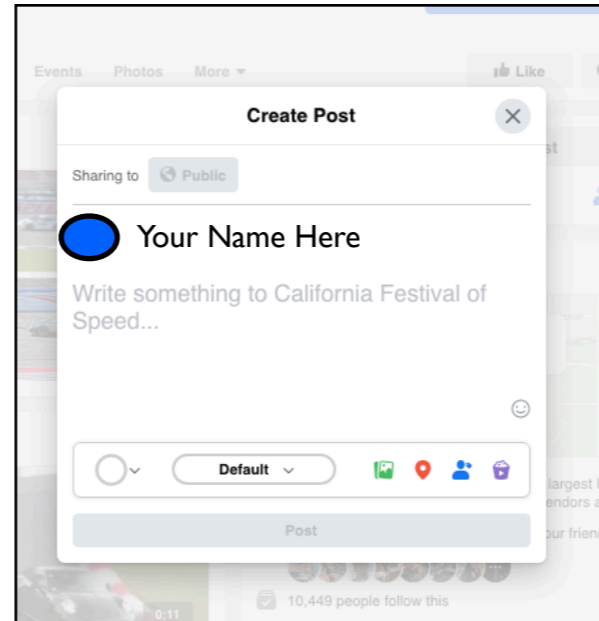 Events Photos More
Like
Create Post
st
Sharing to Public
Your Name Here
Write something to California Festival of
Speed...
Default
largest
endors a
Post
our frien
10,449 people follow this
0:11